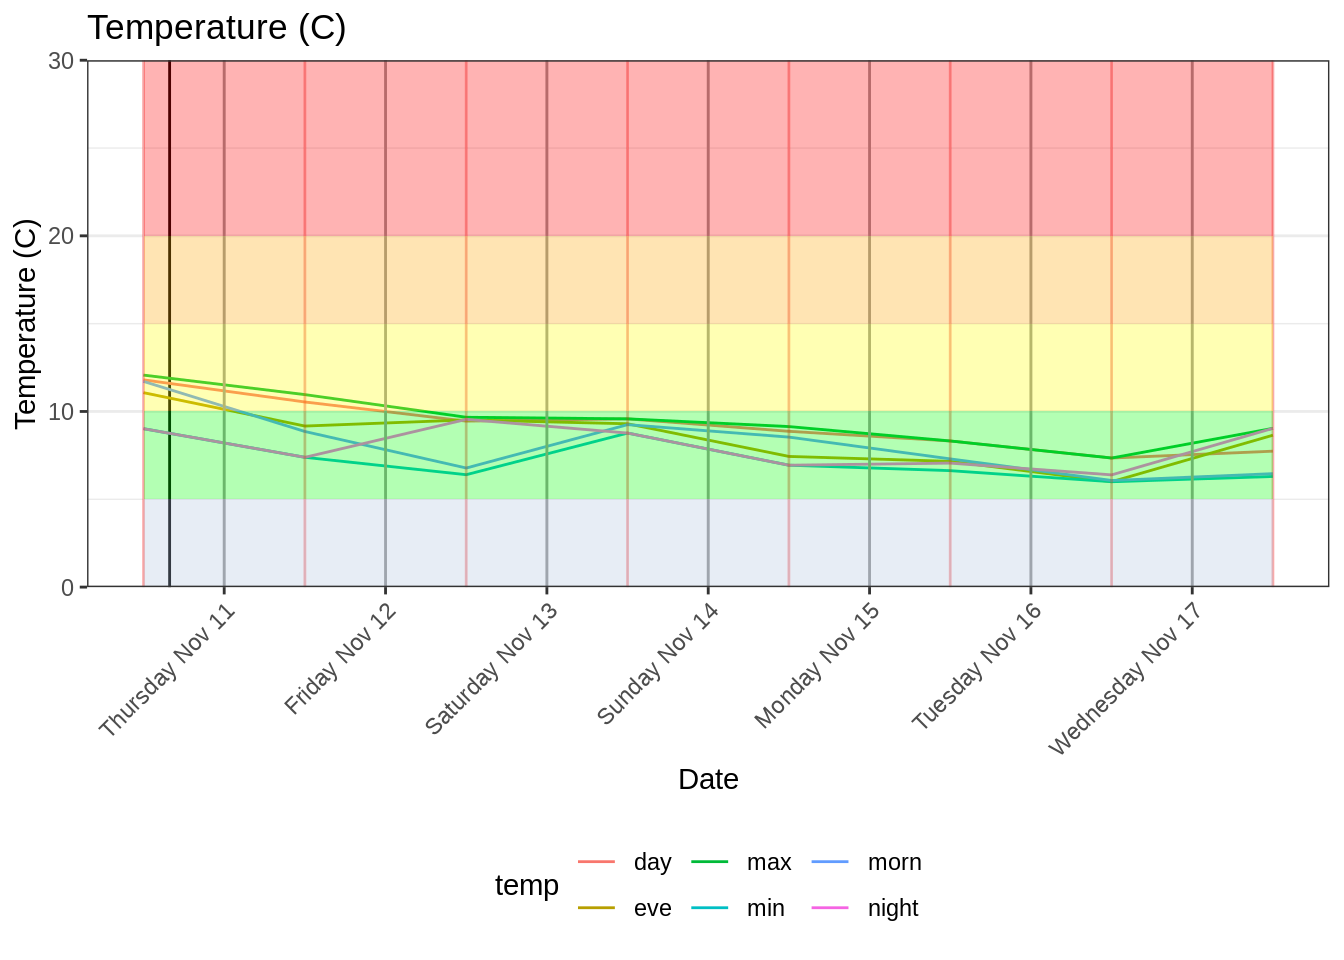 Temperature (C)
Temperature (C)
30
20
10
0
Thursday Nov 11
Friday Nov 12
Saturday Nov 13
Sunday Nov 14
Monday Nov 15
Tuesday Nov 16
Wednesday Nov 17
Date
temp
day
max
morn
eve
min
night